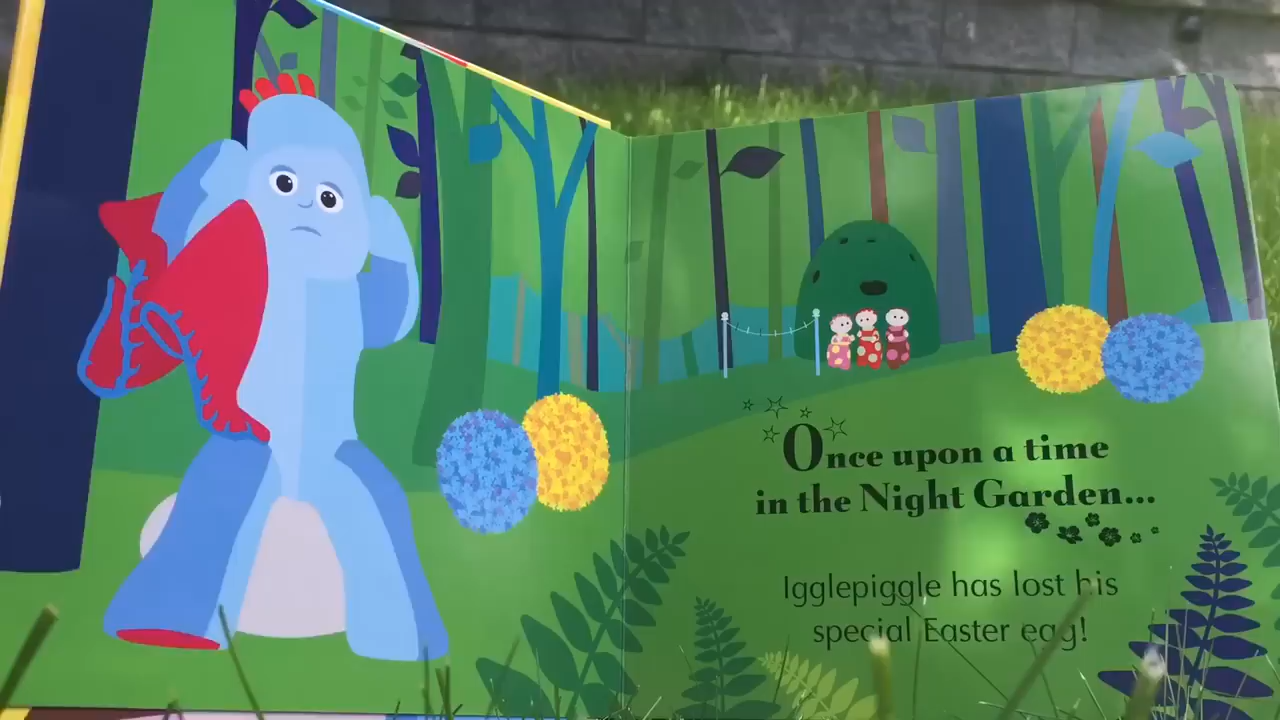 Once upon a time
in the Night Garden...
Igglepiggle has lost his
special Easter egg!